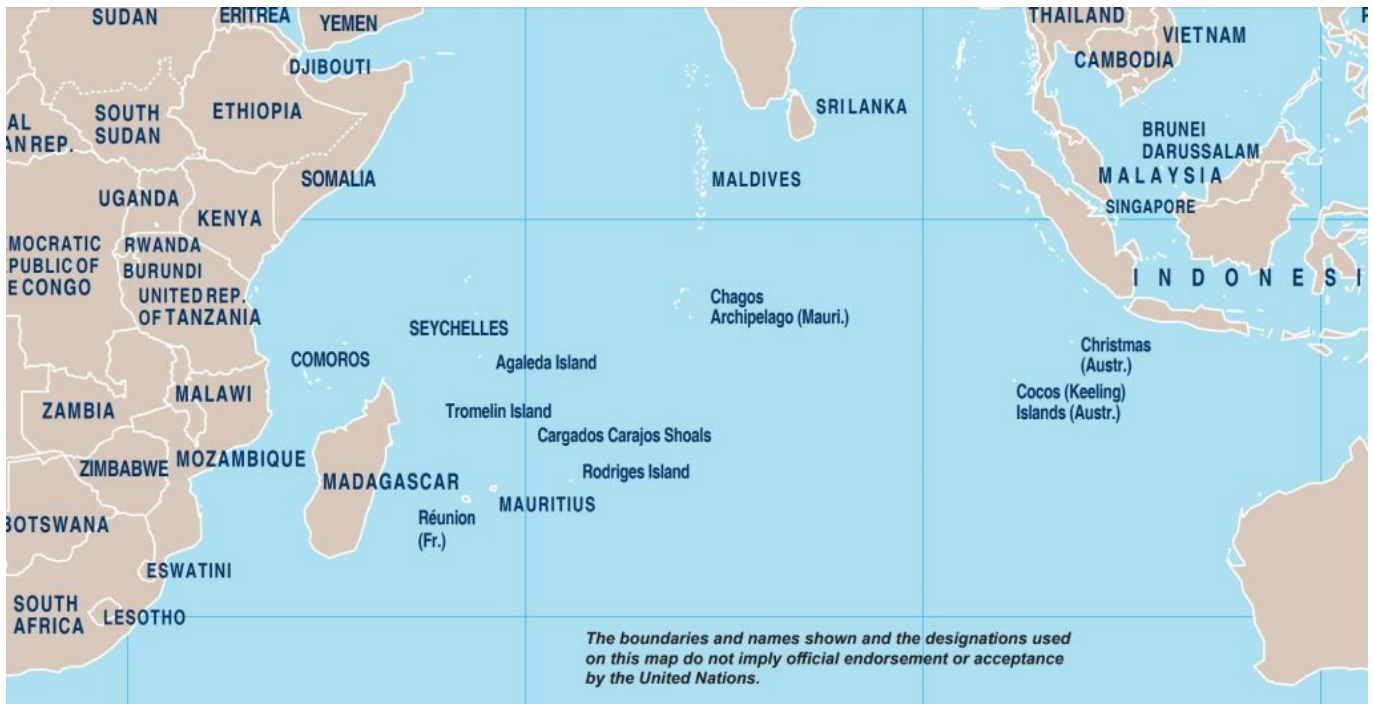 SUDAN
ERITREA
YEMEN
THAILAND
VIETNAM
CAMBODIA
DJIBOUTI
ETHIOPIA
SOUTH
SUDAN
AL
AN REP.
SRI LANKA
BRUNEI
DARUSSALAM
MALAYSIA
SINGAPORE
SOMALIA
MALDIVES
UGANDA
KENYA
MOCRATIC
PUBLIC OF
E CONGO
RWANDA
BURUNDI
UNITED REP.
OF TANZANIA
INDONESI
Chagos
Archipelago (Mauri.)
SEYCHELLES
COMOROS
Agaleda Island
Christmas
(Austr.)
Cocos (Keeling)
Islands (Austr.)
MALAWI
ZAMBIA
Tromelin Island
Cargados Carajos Shoals
ZIMBABWE
MOZAMBIQUE
MADAGASCAR
Rodriges Island
MAURITIUS
Réunion
(Fr.)
BOTSWANA
ESWATINI
SOUTH
AFRICA
LESOTHO
The boundaries and names shown and the designations used
on this map do not imply official endorsement or acceptance
by the United Nations.